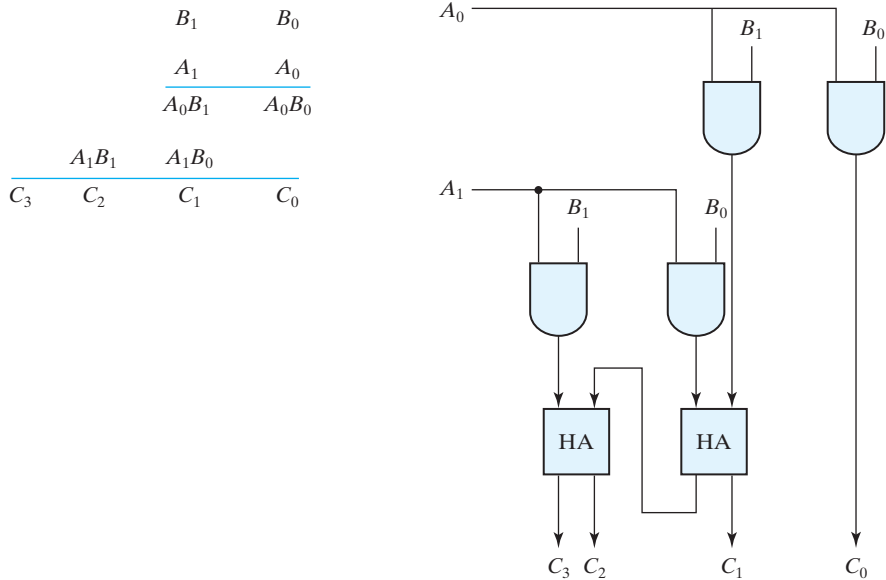 B₁ B₀
A₁ A₀
A₀B₁ A₀B₀
A₁B₁ A₁B₀
C₃ C₂ C₁ C₀
A₀
B₁ B₀
A₁
B₁ B₀
HA HA
C₃ C₂ C₁ C₀